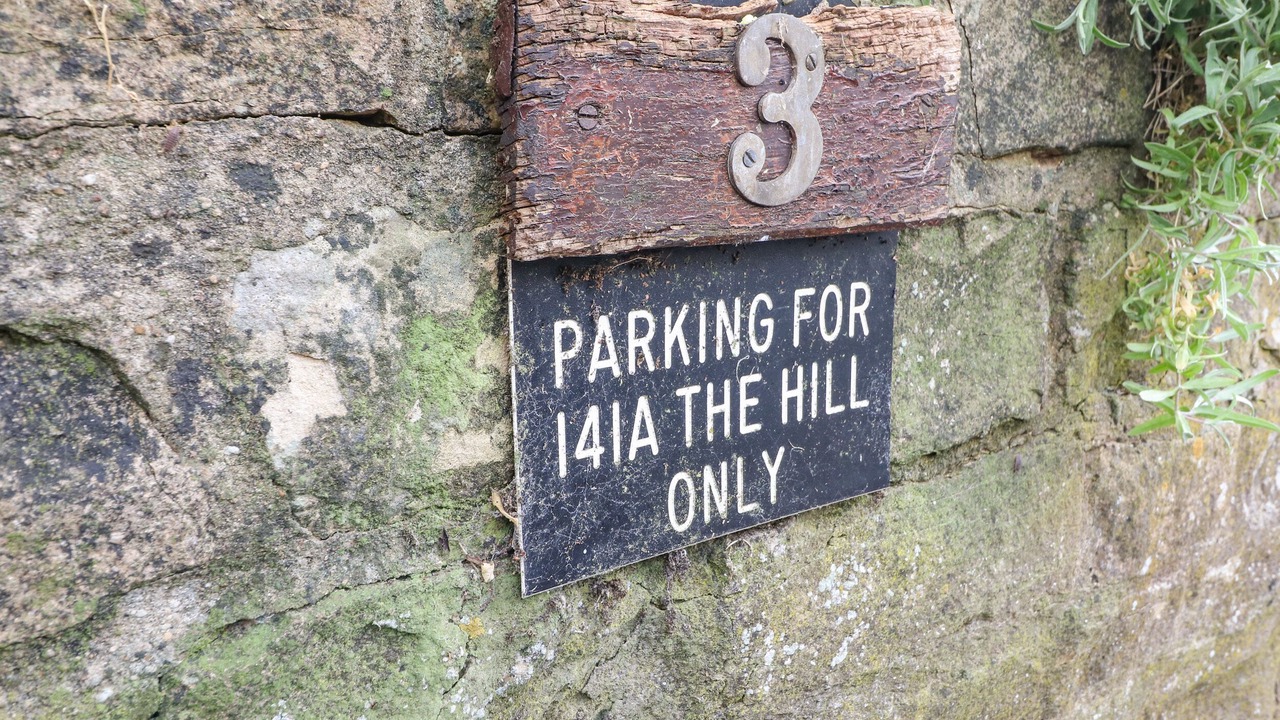 3
PARKING FOR
141A THE HILL
ONLY